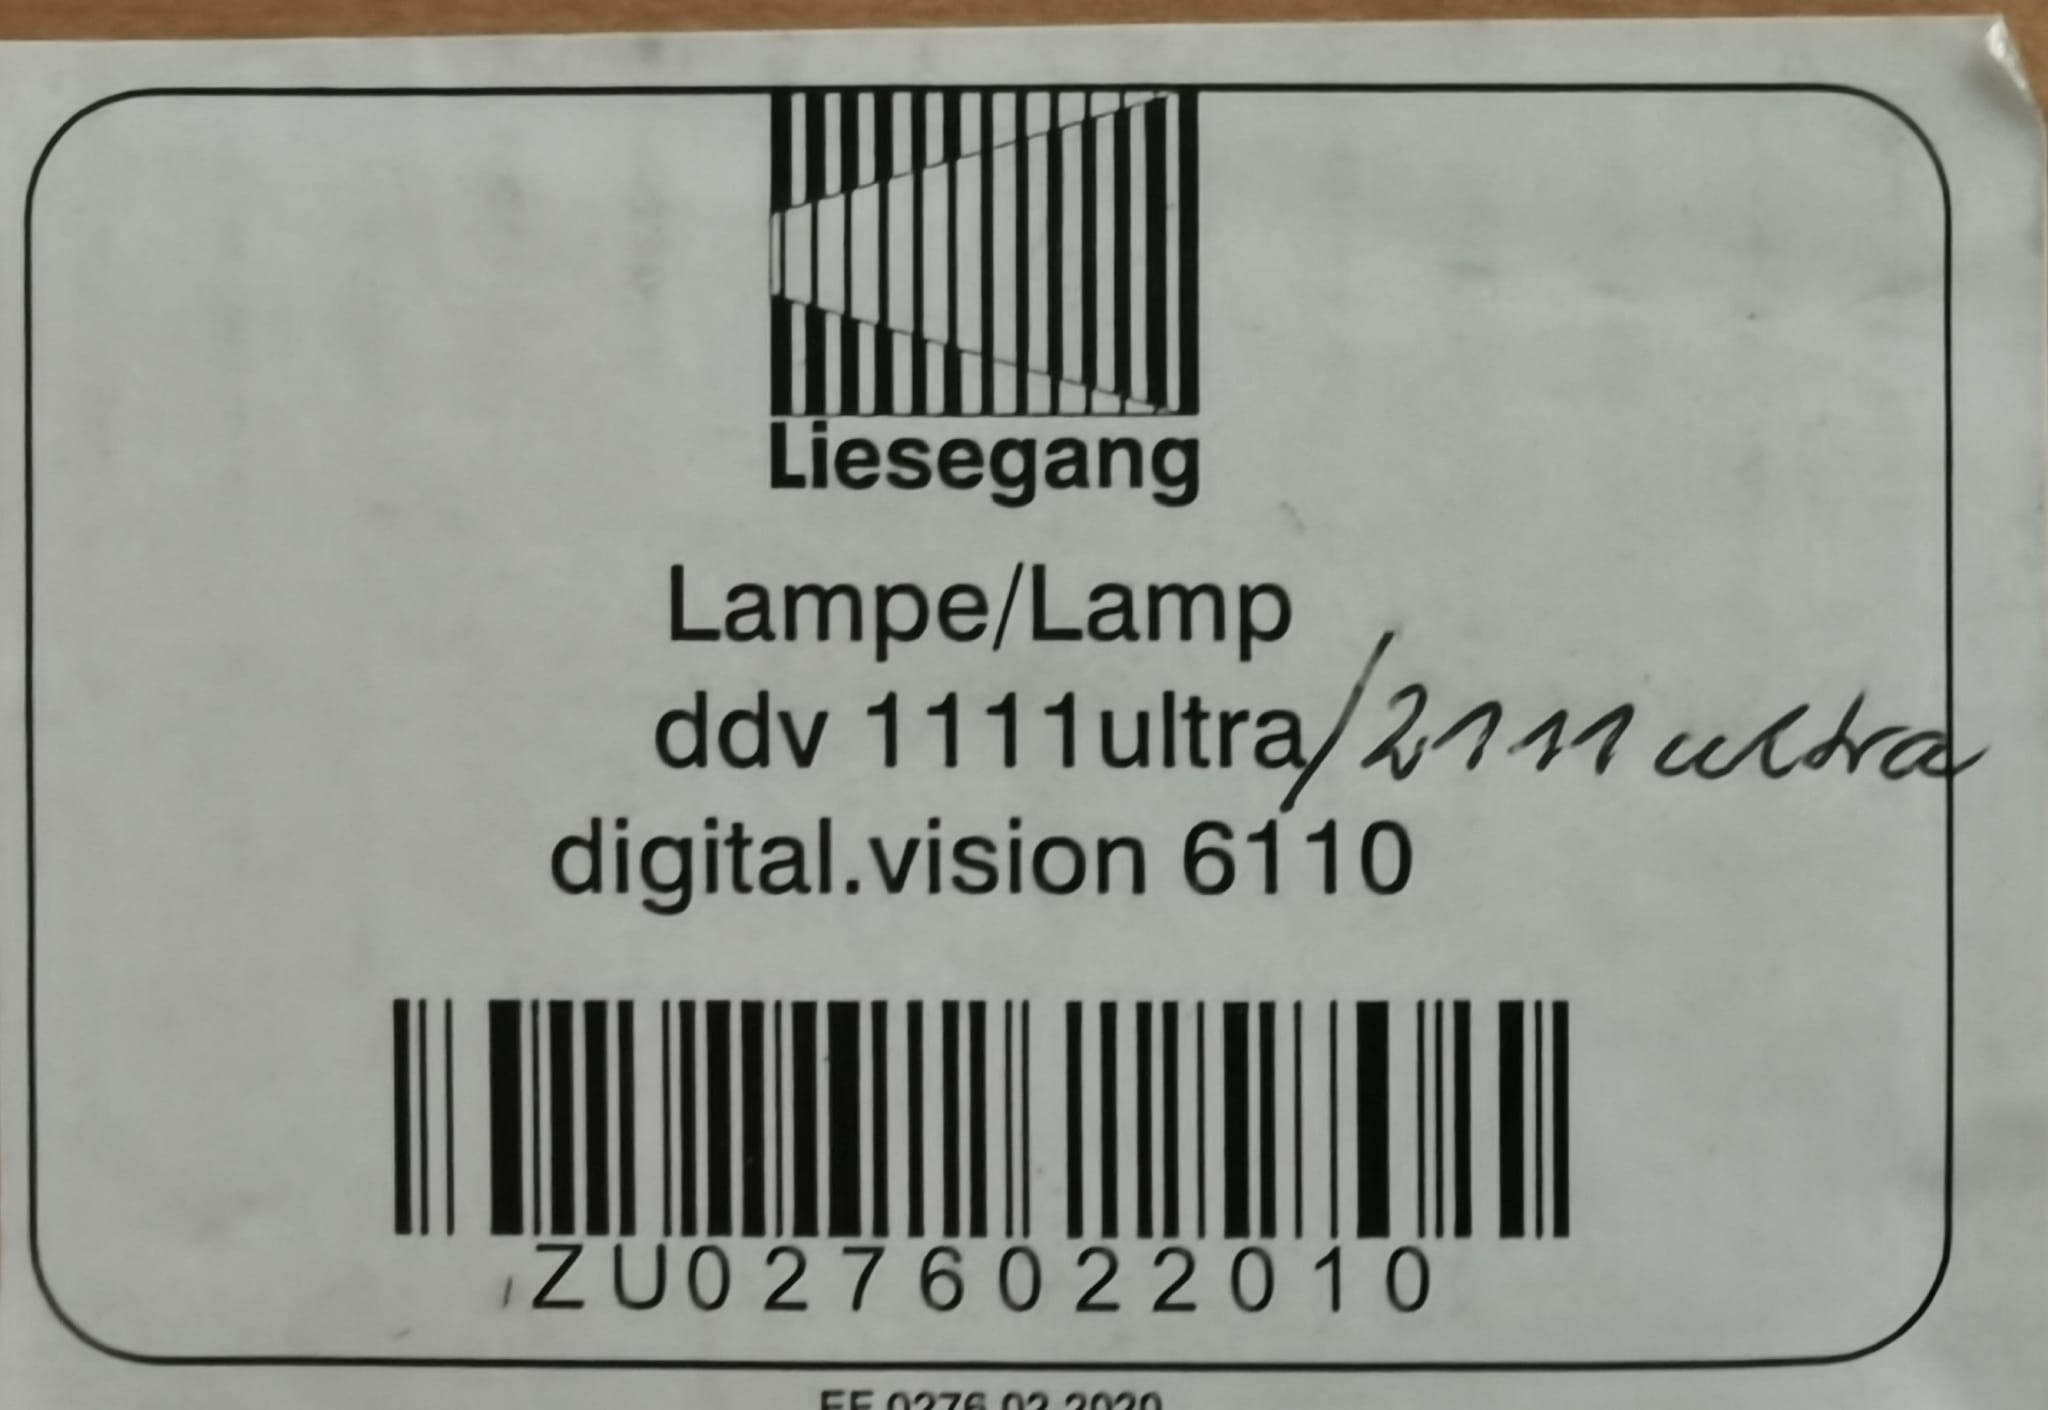 Liesegang
Lampe/Lamp
ddv 1111ultra/2111 ultra
digital.vision 6110
ZU0276022010